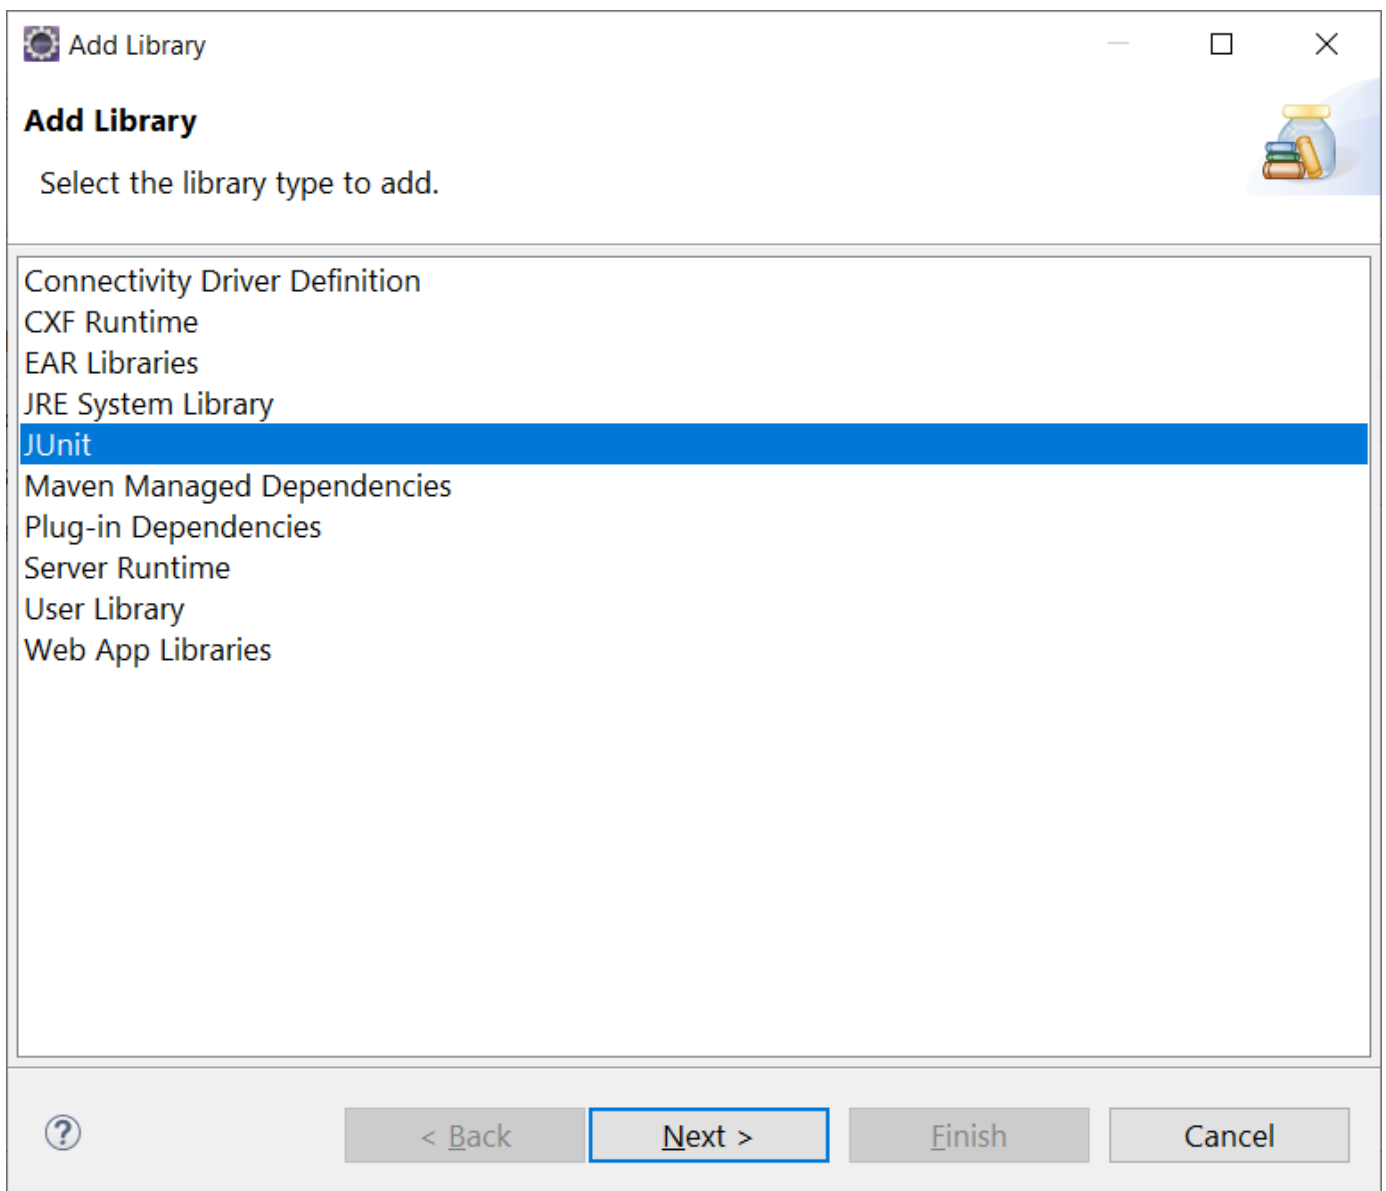 Add Library
Add Library
Select the library type to add.
Connectivity Driver Definition
CXF Runtime
EAR Libraries
JRE System Library
JUnit
Maven Managed Dependencies
Plug-in Dependencies
Server Runtime
User Library
Web App Libraries
? < Back Next > Finish Cancel